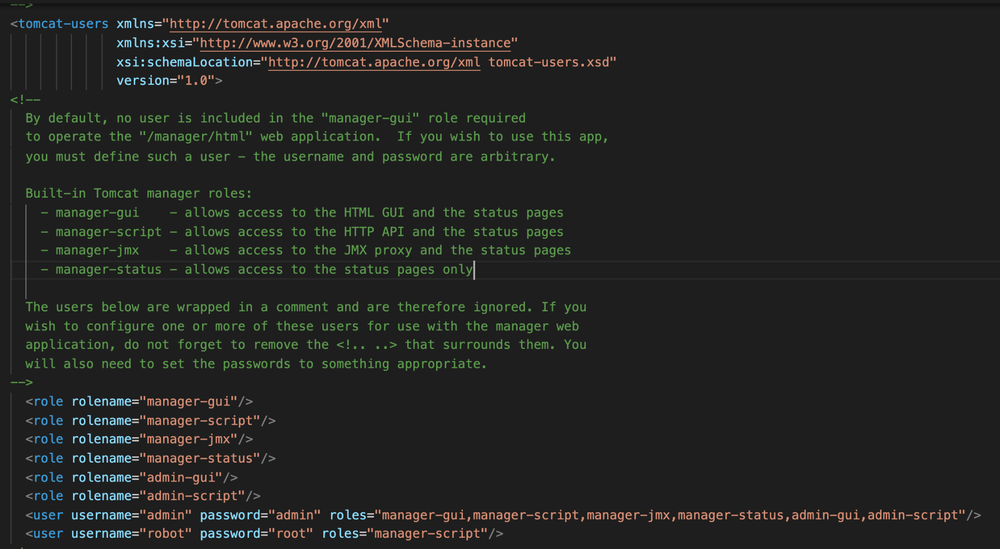 -->
<tomcat-users xmlns="http://tomcat.apache.org/xml"
              xmlns:xsi="http://www.w3.org/2001/XMLSchema-instance"
              xsi:schemaLocation="http://tomcat.apache.org/xml tomcat-users.xsd"
              version="1.0">
<!--
  By default, no user is included in the "manager-gui" role required
  to operate the "/manager/html" web application.  If you wish to use this app,
  you must define such a user - the username and password are arbitrary.

  Built-in Tomcat manager roles:
    - manager-gui    - allows access to the HTML GUI and the status pages
    - manager-script - allows access to the HTTP API and the status pages
    - manager-jmx    - allows access to the JMX proxy and the status pages
    - manager-status - allows access to the status pages only

  The users below are wrapped in a comment and are therefore ignored. If you
  wish to configure one or more of these users for use with the manager web
  application, do not forget to remove the <!.. ..> that surrounds them. You
  will also need to set the passwords to something appropriate.
-->
  <role rolename="manager-gui"/>
  <role rolename="manager-script"/>
  <role rolename="manager-jmx"/>
  <role rolename="manager-status"/>
  <role rolename="admin-gui"/>
  <role rolename="admin-script"/>
  <user username="admin" password="admin" roles="manager-gui,manager-script,manager-jmx,manager-status,admin-gui,admin-script"/>
  <user username="robot" password="root" roles="manager-script"/>